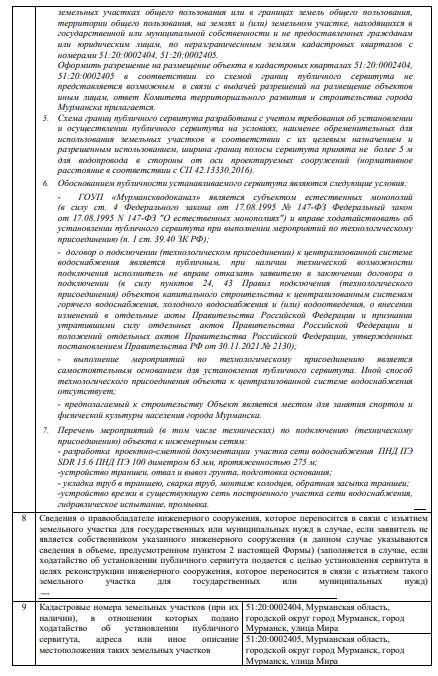 земельных участках общего пользования или в границах земель общего пользования,
территории общего пользования, на землях и (или) земельном участке, находящихся в
государственной или муниципальной собственности и не предоставленных гражданам
или юридическим лицам, по неразграниченным землям кадастровых кварталов с
номерами 51:20:0002404, 51:20:0002405.
Оформить разрешение на размещение объекта в кадастровых кварталах 51:20:0002404,
51:20:0002405 в соответствии со схемой границ публичного сервитута не
представляется возможным в связи с выдачей разрешений на размещение объектов
иным лицам, ответ Комитета территориального развития и строительства города
Мурманска прилагается.
5. Схема границ публичного сервитута разработана с учетом требования об установлении
и осуществлении публичного сервитута на условиях, наименее обременительных для
использования земельных участков в соответствии с их целевым назначением и
разрешенным использованием, ширина границ полосы сервитута принята не более 5 м
для водопровода в стороны от оси проектируемых сооружений (нормативное
расстояние в соответствии с СП 42.13330.2016).
6. Обоснованием публичности устанавливаемого сервитута являются следующие условия:
- ГОУП «Мурманскводоканал» является субъектом естественных монополий
(в силу ст. 4 Федерального закона от 17.08.1995 № 147-ФЗ Федеральный закон
от 17.08.1995 N 147-ФЗ "О естественных монополиях") и вправе ходатайствовать об
установлении публичного сервитута при выполнении мероприятий по технологическому
присоединению (п. 1 ст. 39.40 ЗК РФ);
- договор о подключении (технологическом присоединении) к централизованной системе
водоснабжения является публичным, при наличии технической возможности
подключения исполнитель не вправе отказать заявителю в заключении договора о
подключении (в силу пунктов 24, 43 Правил подключения (технологического
присоединения) объектов капитального строительства к централизованным системам
горячего водоснабжения, холодного водоснабжения и (или) водоотведения, о внесении
изменений в отдельные акты Правительства Российской Федерации и признании
утратившими силу отдельных актов Правительства Российской Федерации и
положений отдельных актов Правительства Российской Федерации, утвержденных
постановлением Правительства РФ от 30.11.2021 № 2130);
- выполнение мероприятий по технологическому присоединению является
самостоятельным основанием для установления публичного сервитута. Иной способ
технологического присоединения объекта к централизованной системе водоснабжения
отсутствует;
- предполагаемый к строительству Объект является местом для занятия спортом и
физической культуры населения города Мурманска.
7. Перечень мероприятий (в том числе технических) по подключению (техническому
присоединению) объекта к инженерным сетям:
- разработка проектно-сметной документации участка сети водоснабжения ПНД ПЭ
SDR 13.6 ПНД ПЭ 100 диметром 63 мм, протяженностью 275 м;
-устройство траншеи, отвал и вывоз грунта, подготовка основания;
- укладка труб в траншею, сварка труб, монтаж колодцев, обратная засыпка траншеи;
-устройство врезки в существующую сеть построенного участка сети водоснабжения,
гидравлическое испытание, промывка.
8 Сведения о правообладателе инженерного сооружения, которое переносится в связи с изъятием
земельного участка для государственных или муниципальных нужд в случае, если заявитель не
является собственником указанного инженерного сооружения (в данном случае указываются
сведения в объеме, предусмотренном пунктом 2 настоящей Формы) (заполняется в случае, если
ходатайство об установлении публичного сервитута подается с целью установления сервитута в
целях реконструкции инженерного сооружения, которое переносится в связи с изъятием такого
земельного участка для государственных или муниципальных нужд)
---
9 Кадастровые номера земельных участков (при их
наличии), в отношении которых подано
ходатайство об установлении публичного
сервитута, адреса или иное описание
местоположения таких земельных участков
51:20:0002404, Мурманская область,
городской округ город Мурманск, город
Мурманск, улица Мира
51:20:0002405, Мурманская область,
городской округ город Мурманск, город
Мурманск, улица Мира